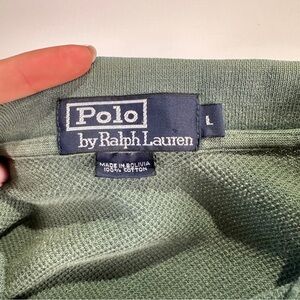 Polo
by Ralph Lauren
L
MADE IN BOLIVIA
100% COTTON